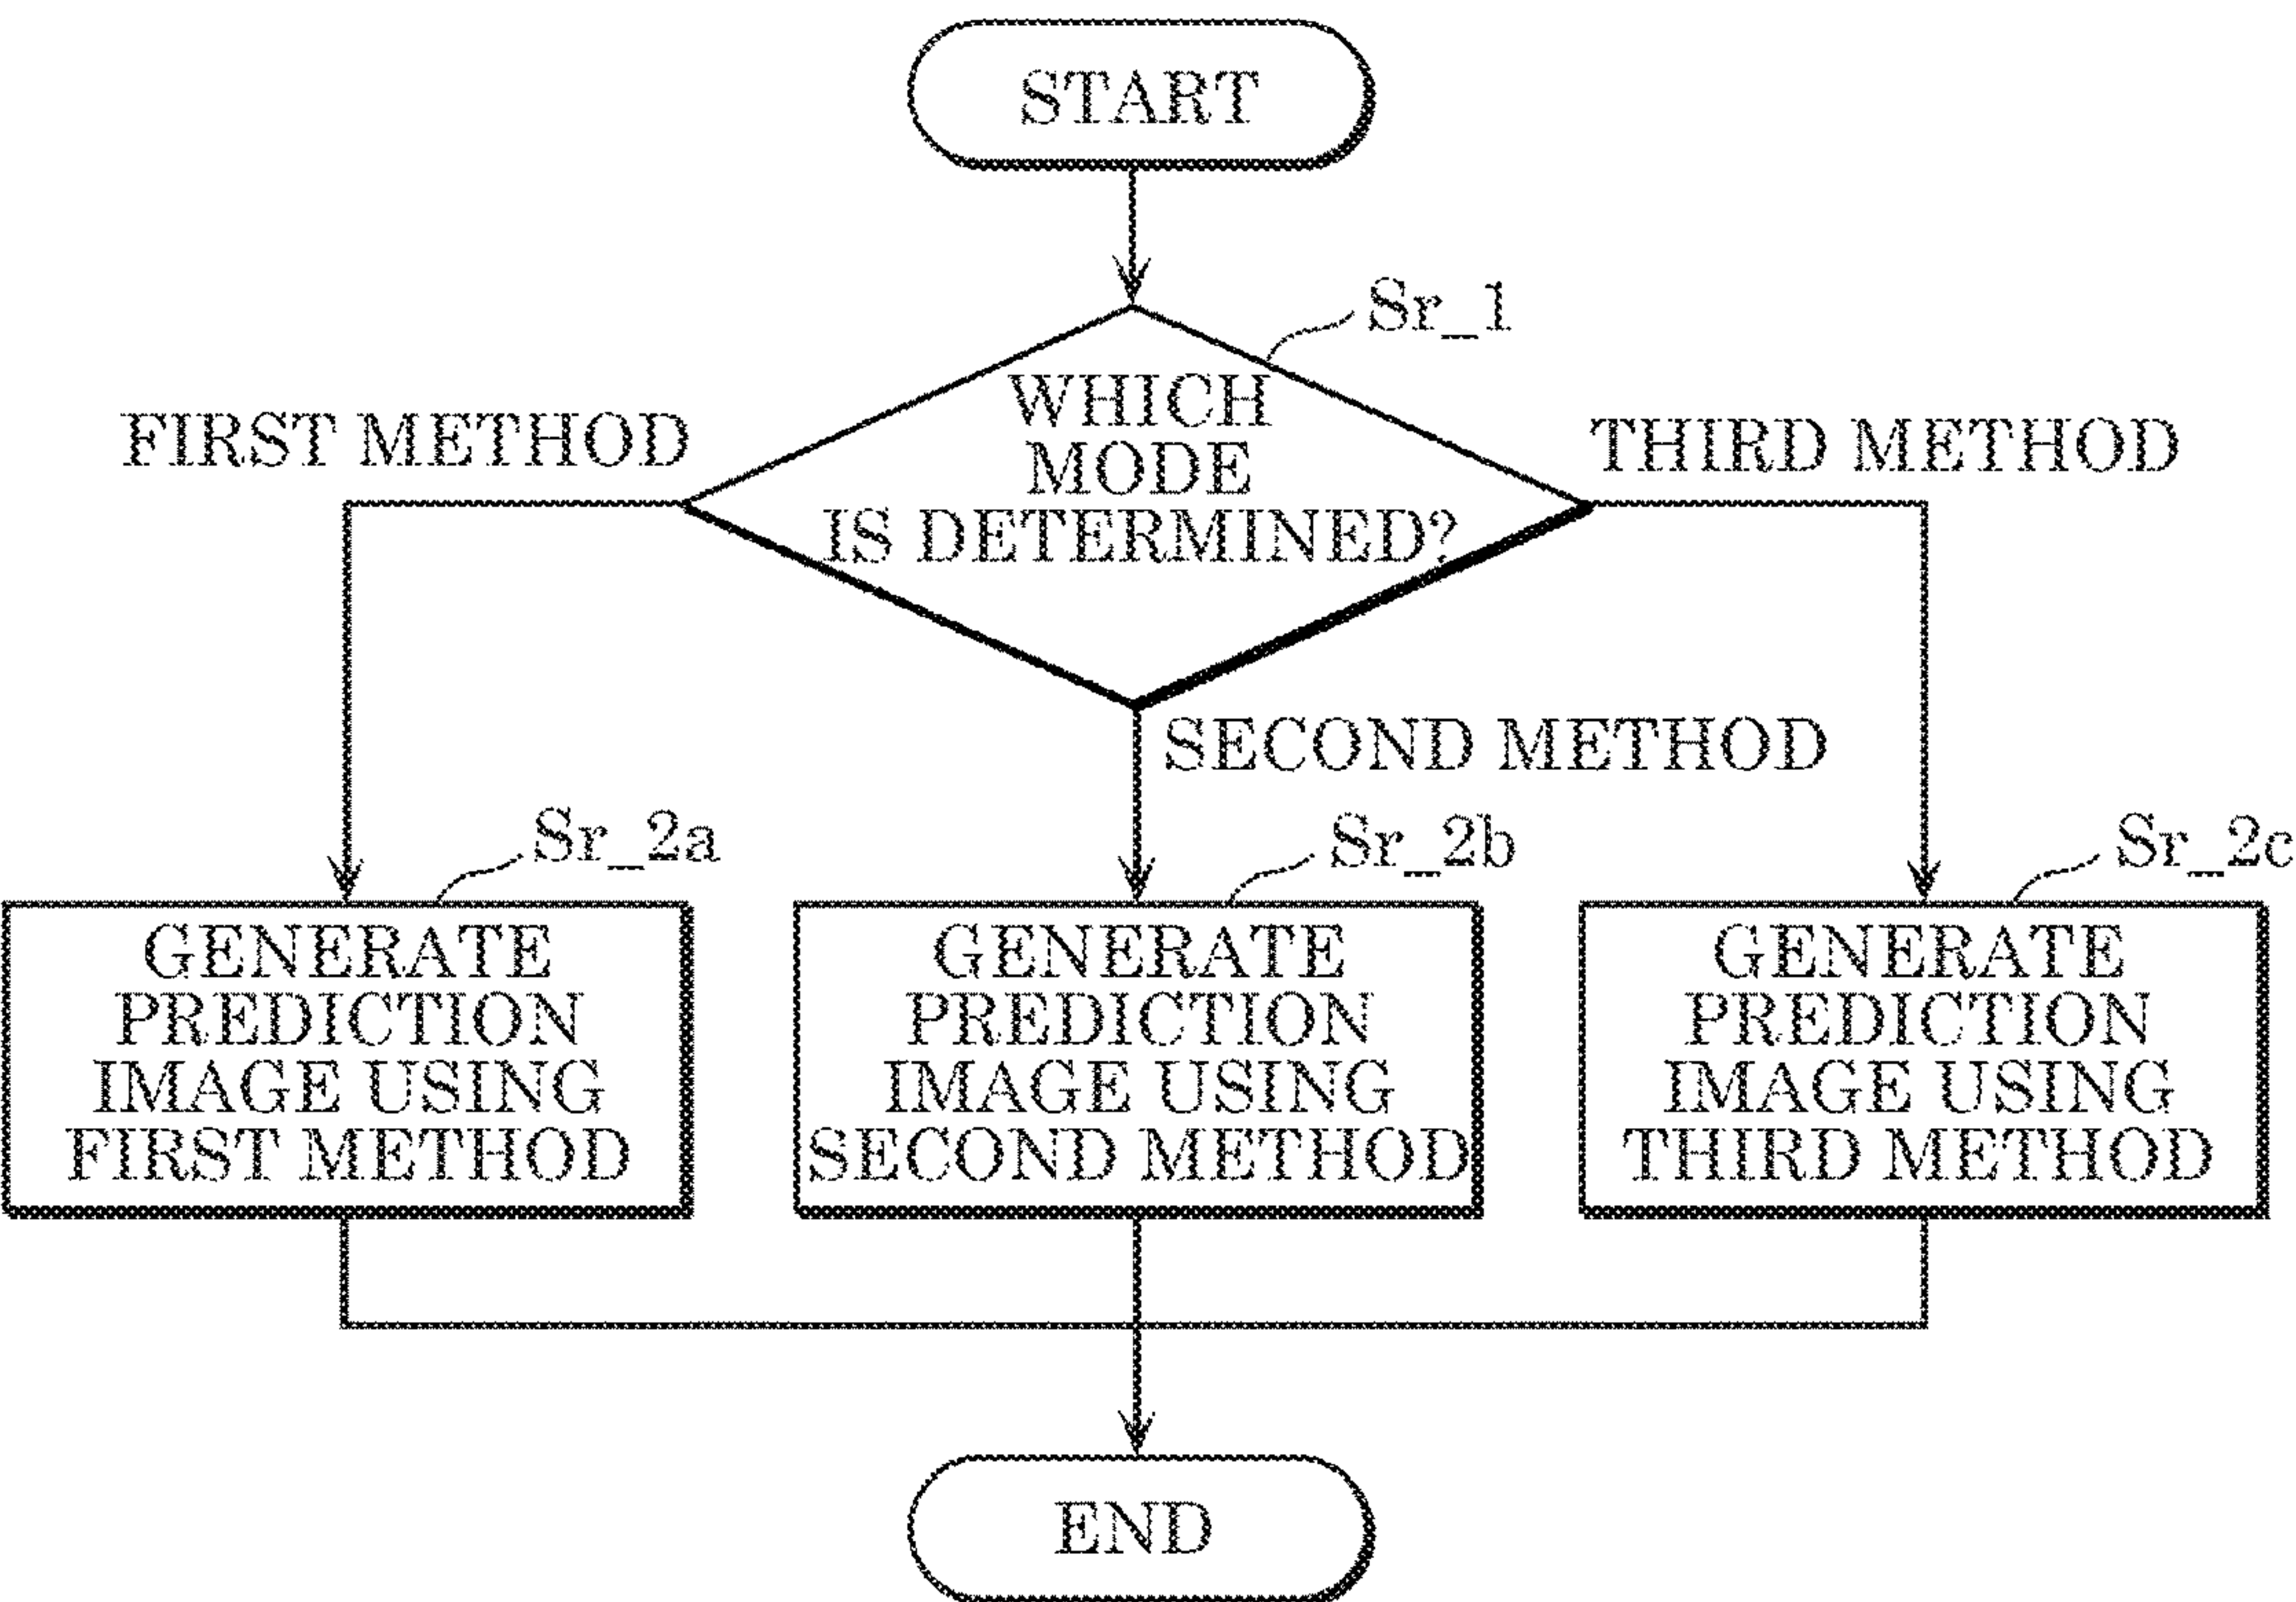 START
Sr_1
WHICH
MODE
IS DETERMINED?
FIRST METHOD
THIRD METHOD
SECOND METHOD
Sr_2a
GENERATE
PREDICTION
IMAGE USING
FIRST METHOD
Sr_2b
GENERATE
PREDICTION
IMAGE USING
SECOND METHOD
Sr_2c
GENERATE
PREDICTION
IMAGE USING
THIRD METHOD
END